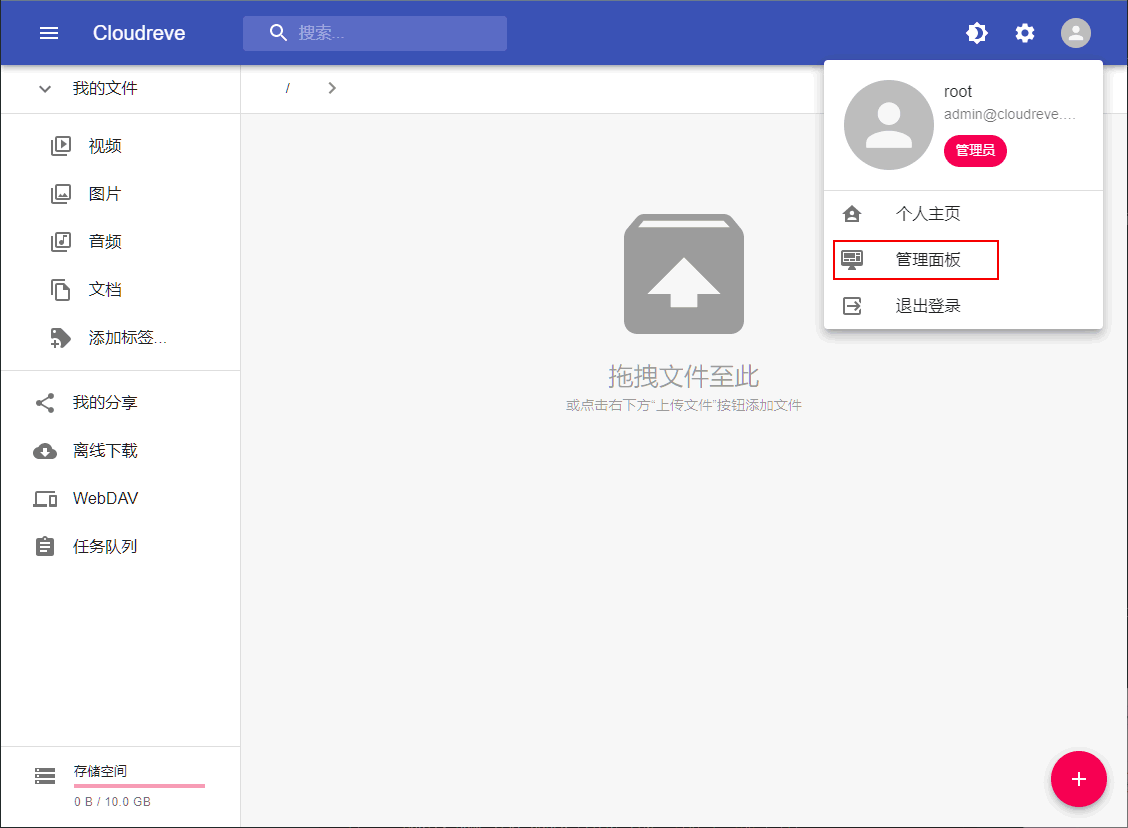 Cloudreve
搜索...
我的文件
/
视频
图片
音频
文档
添加标签...
我的分享
离线下载
WebDAV
任务队列
存储空间
0 B / 10.0 GB
拖拽文件至此
或点击右下方“上传文件”按钮添加文件
root
admin@cloudreve....
管理员
个人主页
管理面板
退出登录